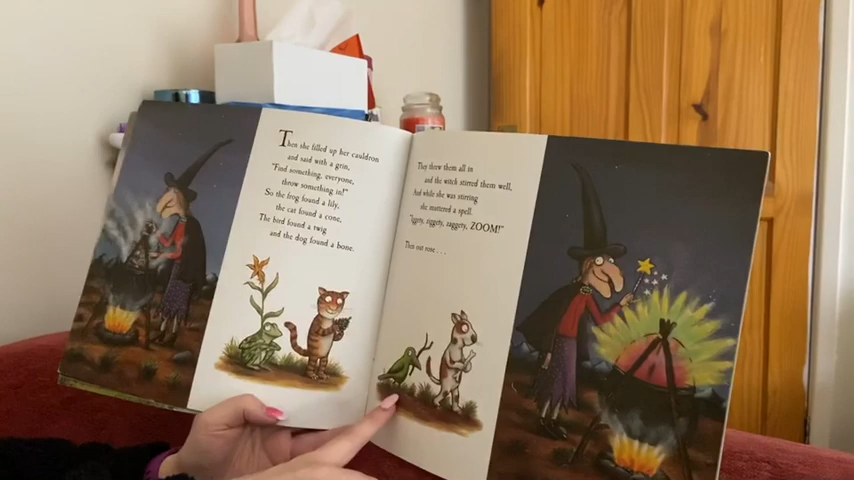 Then she filled up her cauldron
and said with a grin,
"Find something, everyone,
throw something in!"
So the frog found a lily,
the cat found a cone,
The bird found a twig
and the dog found a bone.
They threw them all in
and the witch stirred them well,
And while she was stirring
she muttered a spell.
"Iggety, ziggety, zaggety, ZOOM!"
Then out rose . . .